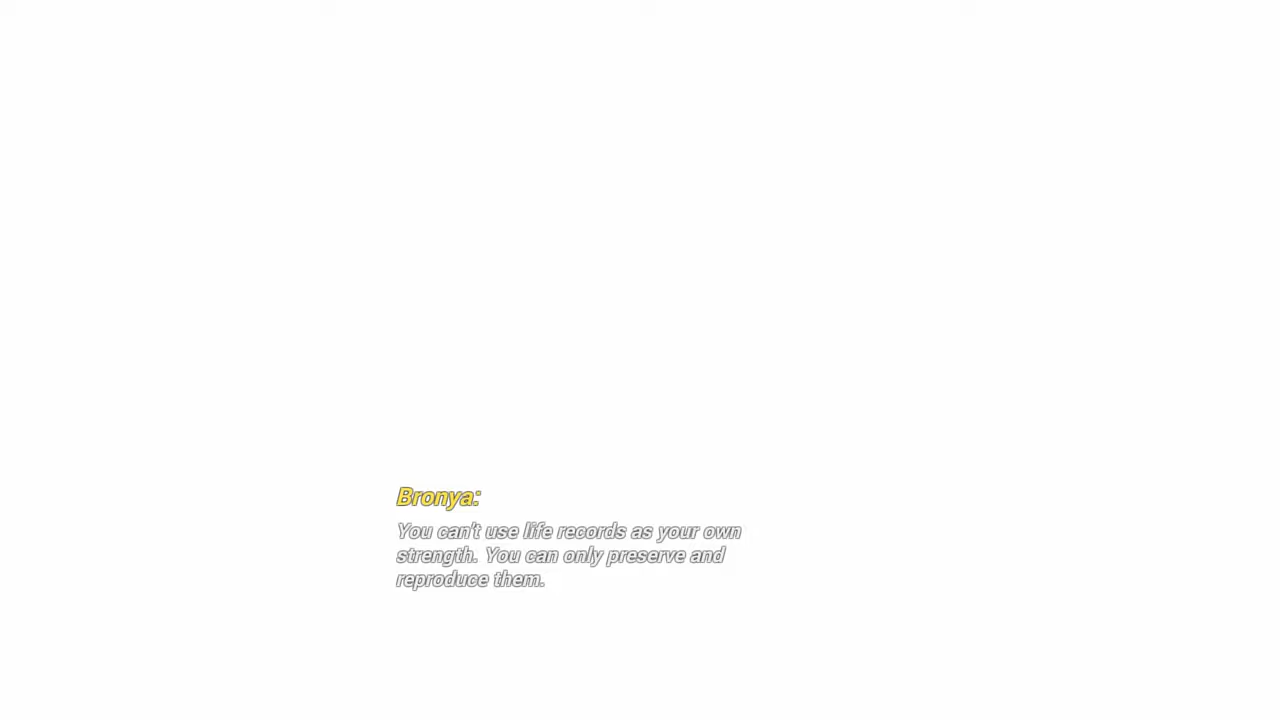 Bronya:
You can't use life records as your own
strength. You can only preserve and
reproduce them.